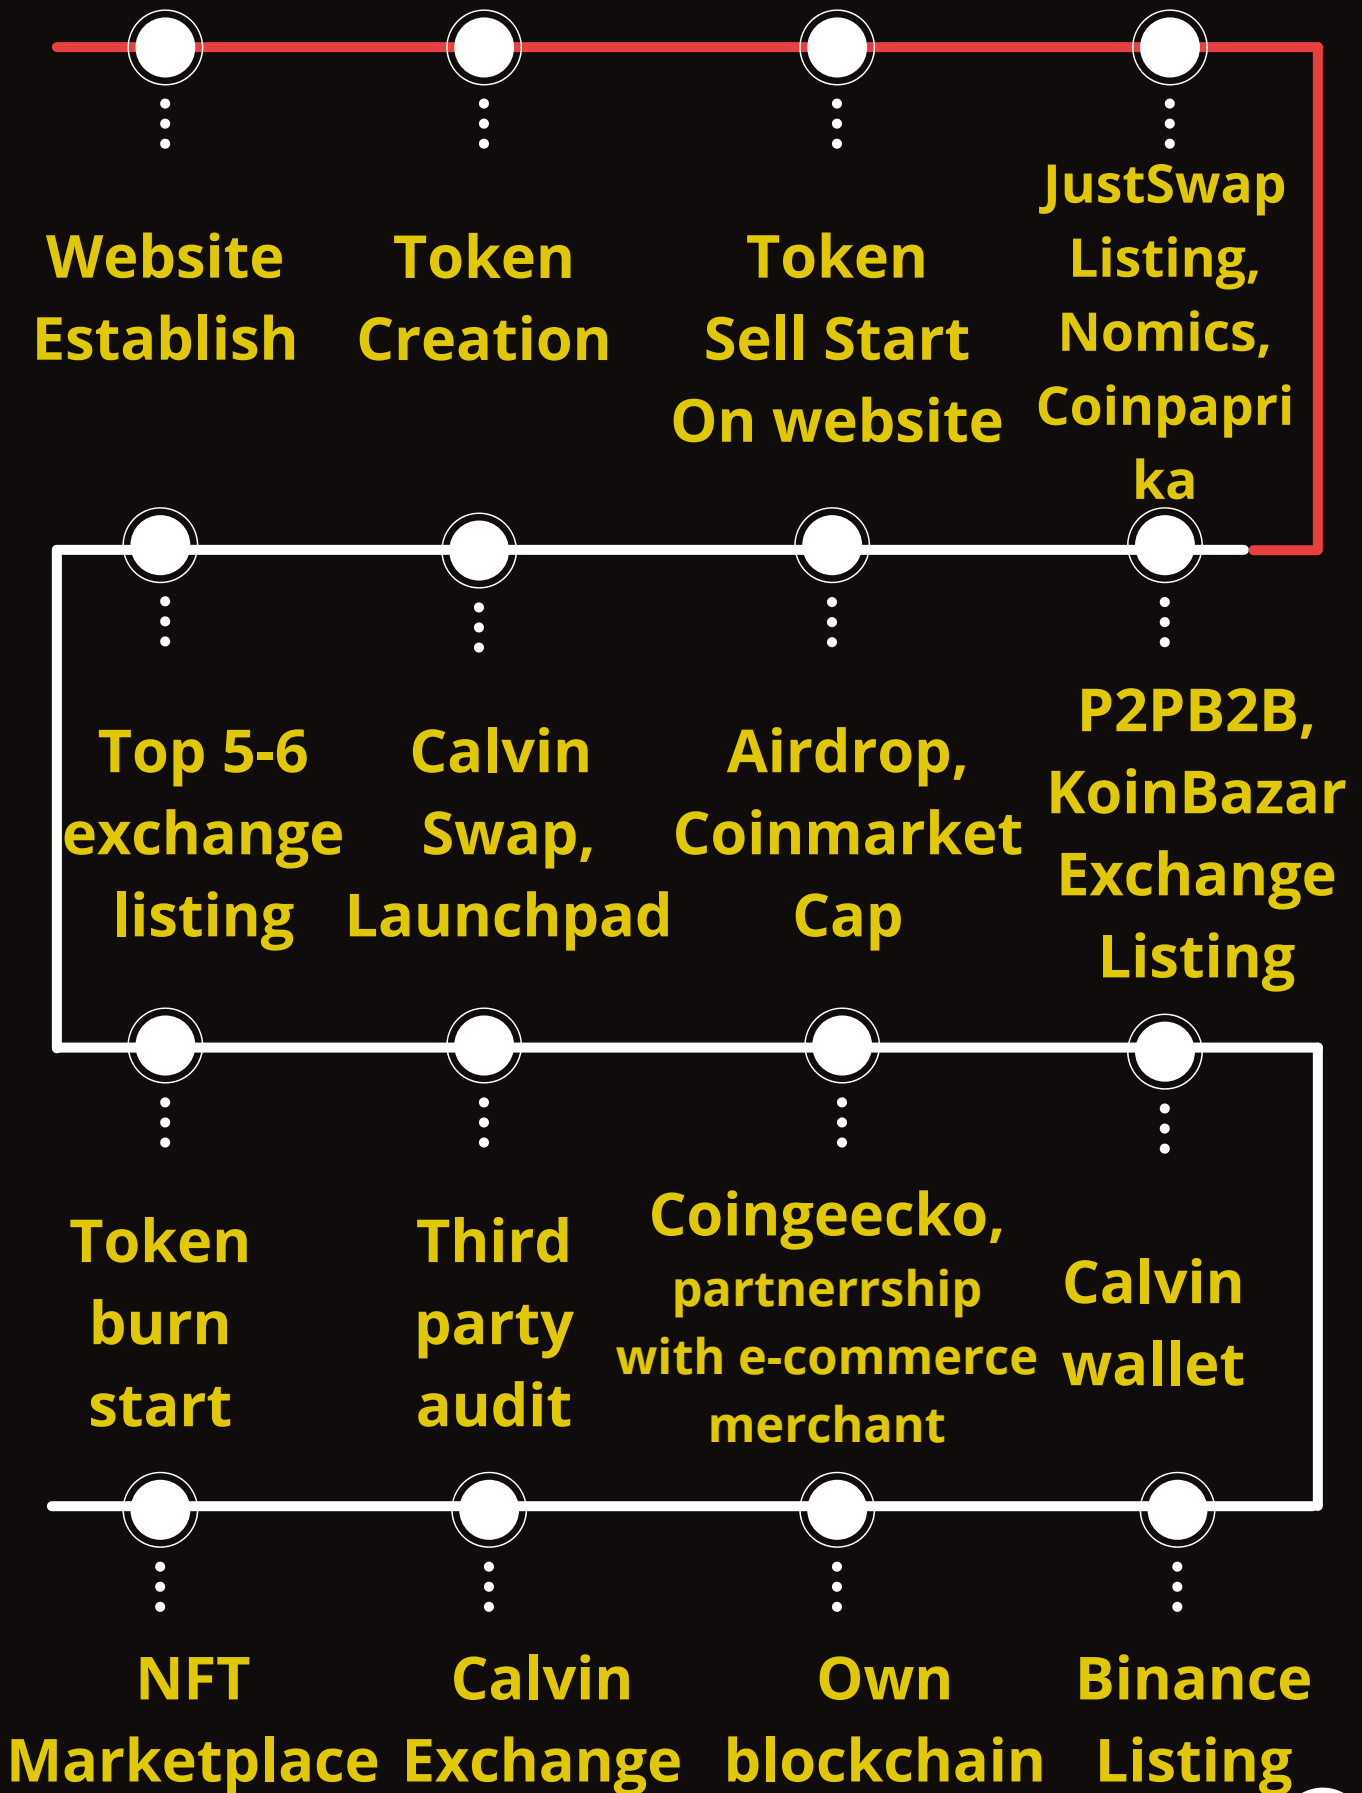 Website
Establish
Token
Creation
Token
Sell Start
On website
JustSwap
Listing,
Nomics,
Coinpapri
ka
Top 5-6
exchange
listing
Calvin
Swap,
Launchpad
Airdrop,
Coinmarket
Cap
P2PB2B,
KoinBazar
Exchange
Listing
Token
burn
start
Third
party
audit
Coingeecko,
partnerrship
with e-commerce
merchant
Calvin
wallet
NFT
Marketplace
Calvin
Exchange
Own
blockchain
Binance
Listing